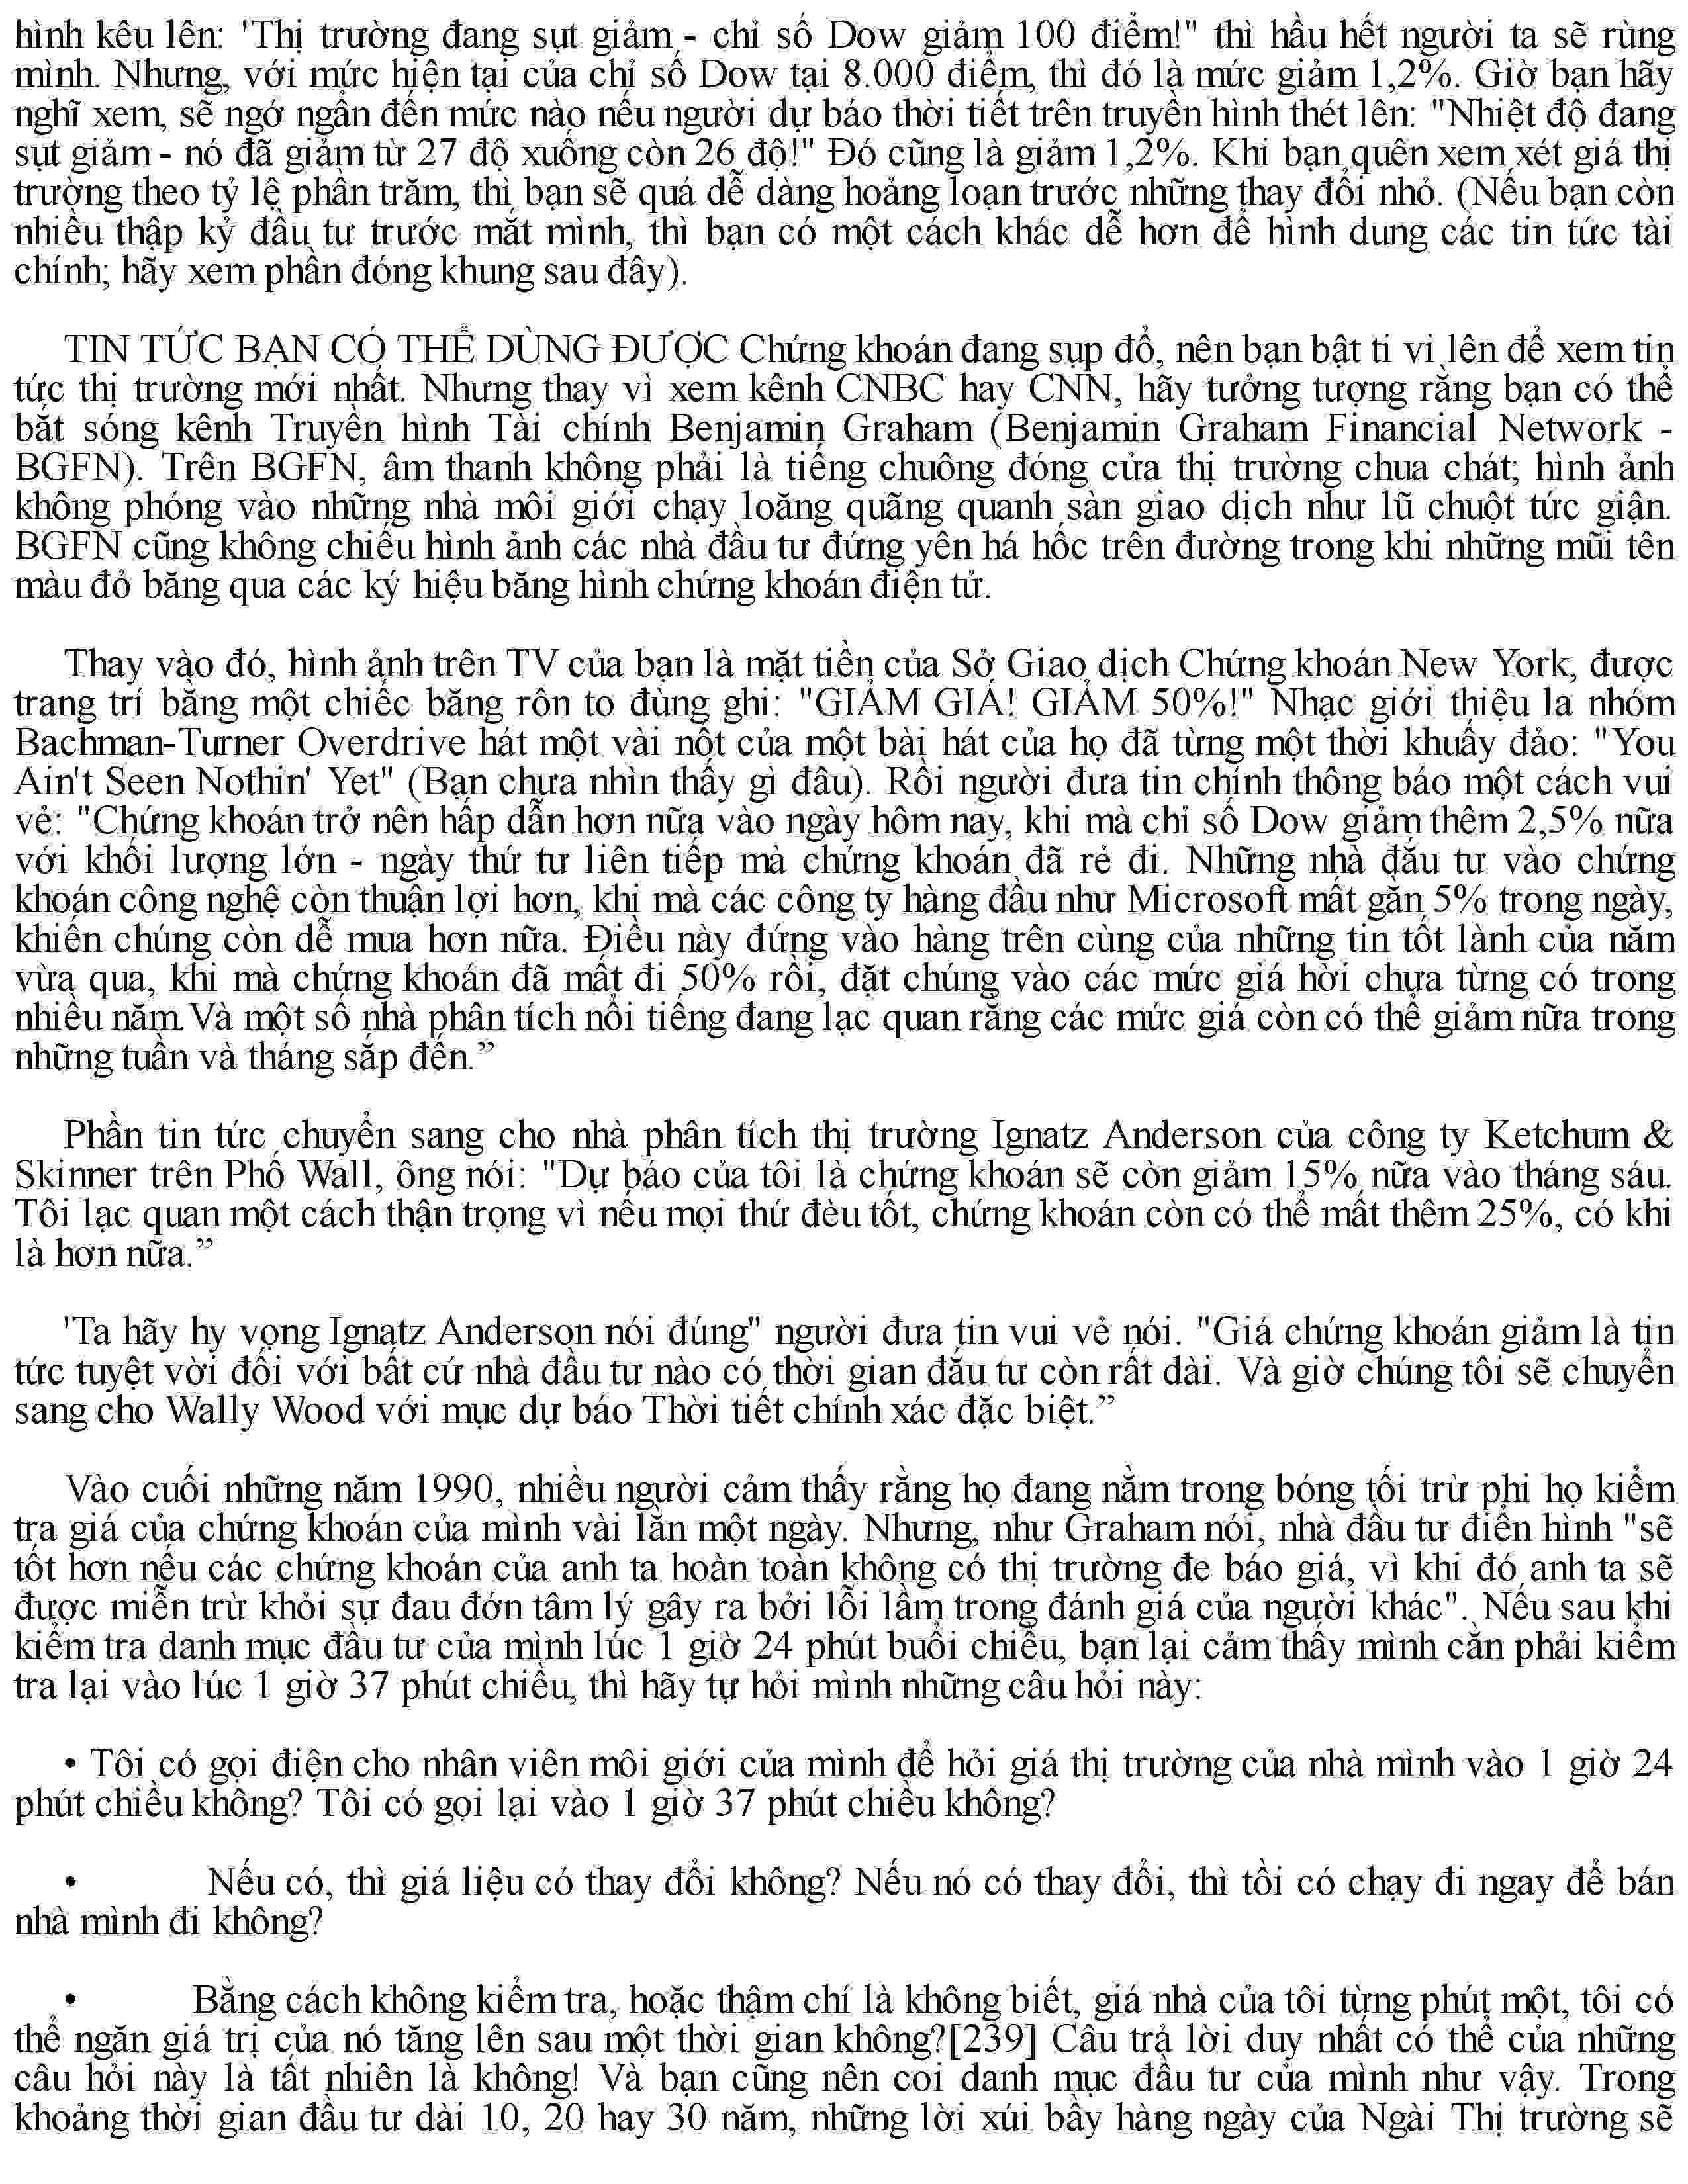 hình kêu lên: 'Thị trường đang sụt giảm - chỉ số Dow giảm 100 điểm!" thì hầu hết người ta sẽ rùng
mình. Nhưng, với mức hiện tại của chỉ số Dow tại 8.000 điểm, thì đó là mức giảm 1,2%. Giờ bạn hãy
nghĩ xem, sẽ ngớ ngẩn đến mức nào nếu người dự báo thời tiết trên truyền hình thét lên: "Nhiệt độ đang
sụt giảm - nó đã giảm từ 27 độ xuống còn 26 độ!" Đó cũng là giảm 1,2%. Khi bạn quên xem xét giá thị
trường theo tỷ lệ phần trăm, thì bạn sẽ quá dễ dàng hoảng loạn trước những thay đổi nhỏ. (Nếu bạn còn
nhiều thập kỷ đầu tư trước mắt mình, thì bạn có một cách khác dễ hơn để hình dung các tin tức tài
chính; hãy xem phần đóng khung sau đây).
TIN TỨC BẠN CÓ THỂ DÙNG ĐƯỢC Chứng khoán đang sụp đổ, nên bạn bật ti vi lên để xem tin
tức thị trường mới nhất. Nhưng thay vì xem kênh CNBC hay CNN, hãy tưởng tượng rằng bạn có thể
bắt sóng kênh Truyền hình Tài chính Benjamin Graham (Benjamin Graham Financial Network -
BGFN). Trên BGFN, âm thanh không phải là tiếng chuông đóng cửa thị trường chua chát; hình ảnh
không phóng vào những nhà môi giới chạy loăng quăng quanh sàn giao dịch như lũ chuột tức giận.
BGFN cũng không chiếu hình ảnh các nhà đầu tư đứng yên há hốc trên đường trong khi những mũi tên
màu đỏ băng qua các ký hiệu băng hình chứng khoán điện tử.
Thay vào đó, hình ảnh trên TV của bạn là mặt tiền của Sở Giao dịch Chứng khoán New York, được
trang trí bằng một chiếc băng rôn to đùng ghi: "GIẢM GIÁ! GIẢM 50%!" Nhạc giới thiệu la nhóm
Bachman-Turner Overdrive hát một vài nốt của một bài hát của họ đã từng một thời khuấy đảo: "You
Ain't Seen Nothin' Yet" (Bạn chưa nhìn thấy gì đâu). Rồi người đưa tin chính thông báo một cách vui
vẻ: "Chứng khoán trở nên hấp dẫn hơn nữa vào ngày hôm nay, khi mà chỉ số Dow giảm thêm 2,5% nữa
với khối lượng lớn - ngày thứ tư liên tiếp mà chứng khoán đã rẻ đi. Những nhà đắu tư vào chứng
khoán công nghệ còn thuận lợi hơn, khi mà các công ty hàng đầu như Microsoft mất gần 5% trong ngày,
khiến chúng còn dễ mua hơn nữa. Điều này đứng vào hàng trên cùng của những tin tốt lành của năm
vừa qua, khi mà chứng khoán đã mất đi 50% rồi, đặt chúng vào các mức giá hời chưa từng có trong
nhiều năm.Và một số nhà phân tích nổi tiếng đang lạc quan rằng các mức giá còn có thể giảm nữa trong
những tuần và tháng sắp đến.”
Phần tin tức chuyển sang cho nhà phân tích thị trường Ignatz Anderson của công ty Ketchum &
Skinner trên Phố Wall, ông nói: "Dự báo của tôi là chứng khoán sẽ còn giảm 15% nữa vào tháng sáu.
Tôi lạc quan một cách thận trọng vì nếu mọi thứ đèu tốt, chứng khoán còn có thể mất thêm 25%, có khi
là hơn nữa.”
'Ta hãy hy vọng Ignatz Anderson nói đúng" người đưa tin vui vẻ nói. "Giá chứng khoán giảm là tin
tức tuyệt vời đối với bất cứ nhà đầu tư nào có thời gian đắu tư còn rất dài. Và giờ chúng tôi sẽ chuyển
sang cho Wally Wood với mục dự báo Thời tiết chính xác đặc biệt.”
Vào cuối những năm 1990, nhiều người cảm thấy rằng họ đang nằm trong bóng tối trừ phi họ kiểm
tra giá của chứng khoán của mình vài lần một ngày. Nhưng, như Graham nói, nhà đầu tư điển hình "sẽ
tốt hơn nếu các chứng khoán của anh ta hoàn toàn không có thị trường đe báo giá, vì khi đó anh ta sẽ
được miễn trừ khỏi sự đau đớn tâm lý gây ra bởi lỗi lầm trong đánh giá của người khác". Nếu sau khi
kiểm tra danh mục đầu tư của mình lúc 1 giờ 24 phút buổi chiều, bạn lại cảm thấy mình cần phải kiểm
tra lại vào lúc 1 giờ 37 phút chiều, thì hãy tự hỏi mình những câu hỏi này:
• Tôi có gọi điện cho nhân viên môi giới của mình để hỏi giá thị trường của nhà mình vào 1 giờ 24
phút chiều không? Tôi có gọi lại vào 1 giờ 37 phút chiều không?
• Nếu có, thì giá liệu có thay đổi không? Nếu nó có thay đổi, thì tồi có chạy đi ngay để bán
nhà mình đi không?
• Bằng cách không kiểm tra, hoặc thậm chí là không biết, giá nhà của tôi từng phút một, tôi có
thể ngăn giá trị của nó tăng lên sau một thời gian không?[239] Câu trả lời duy nhất có thể của những
câu hỏi này là tất nhiên là không! Và bạn cũng nên coi danh mục đầu tư của mình như vậy. Trong
khoảng thời gian đầu tư dài 10, 20 hay 30 năm, những lời xúi bẩy hàng ngày của Ngài Thị trường sẽ